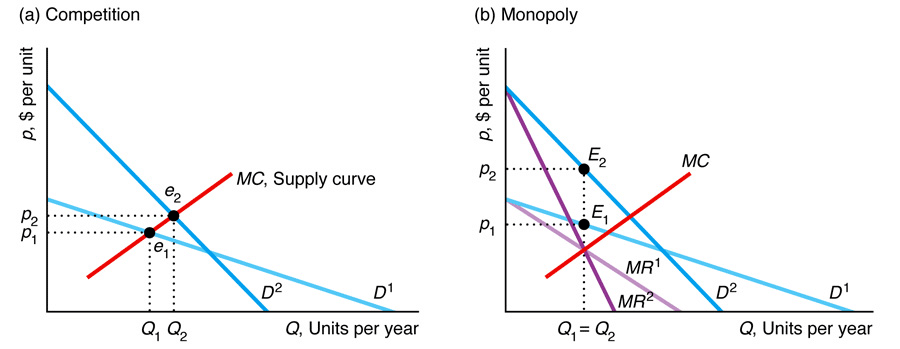 (a) Competition
p, $ per unit
MC, Supply curve
e₂
p₂
p₁
e₁
D²
D¹
Q₁ Q₂
Q, Units per year
(b) Monopoly
p, $ per unit
MC
E₂
p₂
E₁
p₁
MR¹
MR²
D²
D¹
Q₁ = Q₂
Q, Units per year